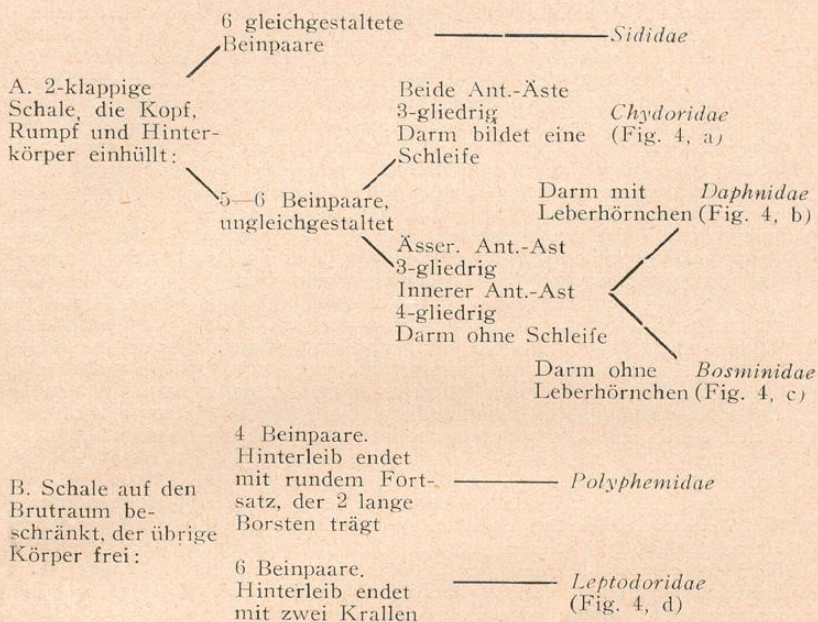 6 gleichgestaltete
Beinpaare
Sididae
A. 2-klappige
Schale, die Kopf,
Rumpf und Hinter-
körper einhüllt:
5—6 Beinpaare,
ungleichgestaltet
Beide Ant.-Äste
3-gliedrig
Darm bildet eine
Schleife
Chydoridae
(Fig. 4, a)
Ässer. Ant.-Ast
3-gliedrig
Innerer Ant.-Ast
4-gliedrig
Darm ohne Schleife
Darm mit
Leberhörnchen
Daphnidae
(Fig. 4, b)
Darm ohne
Leberhörnchen
Bosminidae
(Fig. 4, c)
B. Schale auf den
Brutraum be-
schränkt, der übrige
Körper frei:
4 Beinpaare.
Hinterleib endet
mit rundem Fort-
satz, der 2 lange
Borsten trägt
Polyphemidae
6 Beinpaare.
Hinterleib endet
mit zwei Krallen
Leptodoridae
(Fig. 4, d)